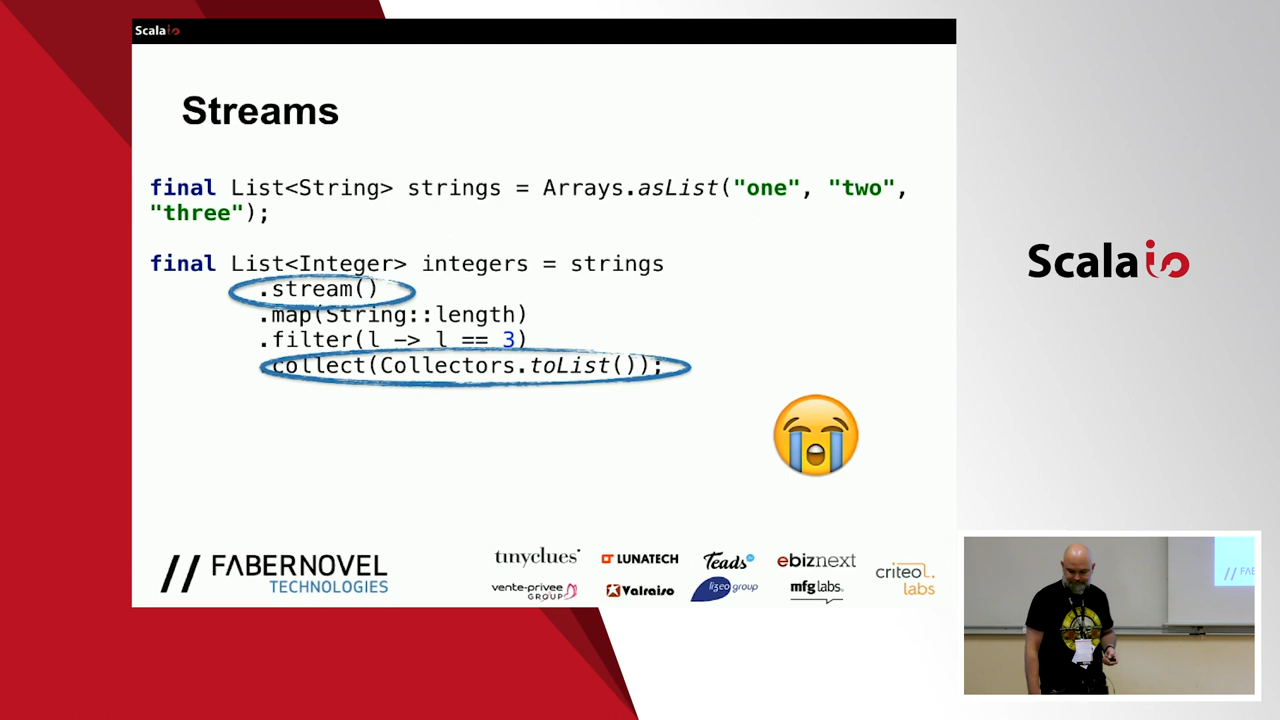 Scalaio
Streams
final List<String> strings = Arrays.asList("one", "two",
"three");
final List<Integer> integers = strings
.stream()
.map(String::length)
.filter(l -> l == 3)
.collect(Collectors.toList());
Scalaio
// FABERNOVEL
TECHNOLOGIES
tinyclues
LUNATECH
Teads
ebiznext
criteo.
labs
vente-privee
GROUP
Valraiso
lizeo group
mfg labs.
// FAB